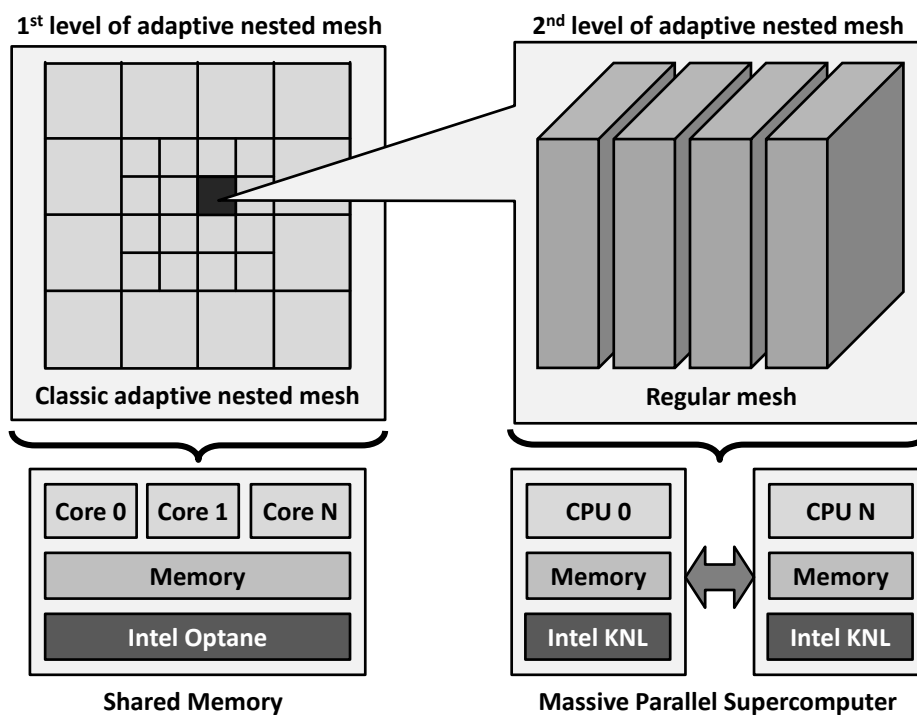 1st level of adaptive nested mesh
2nd level of adaptive nested mesh
Classic adaptive nested mesh
Regular mesh
Core 0
Core 1
Core N
Memory
Intel Optane
Shared Memory
CPU 0
Memory
Intel KNL
CPU N
Memory
Intel KNL
Massive Parallel Supercomputer